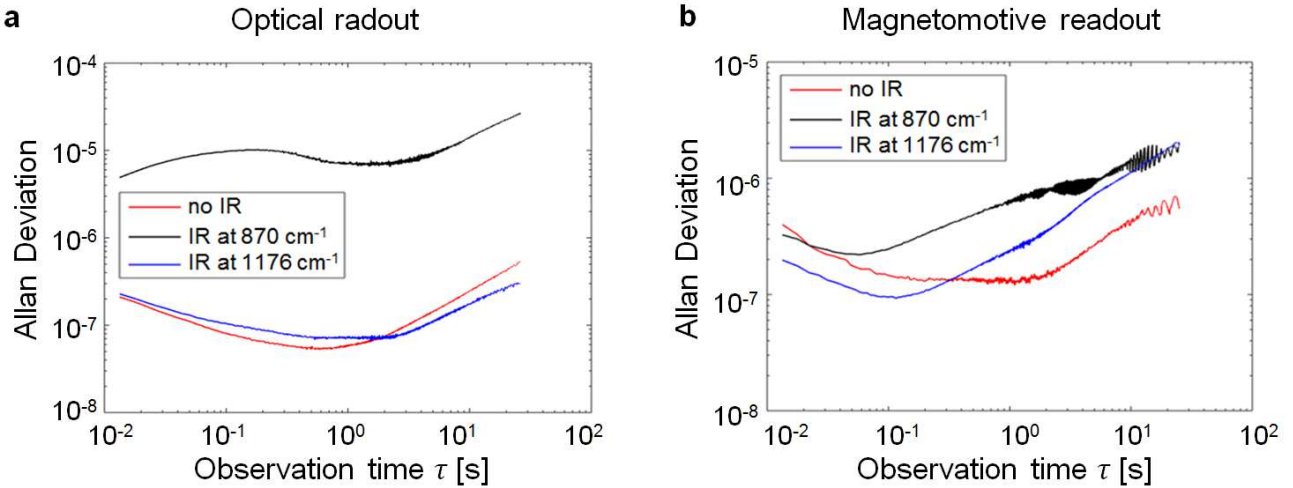 a
Optical radout
Allan Deviation
10-4
10-5
10-6
10-7
10-8
no IR
IR at 870 cm-1
IR at 1176 cm-1
10-2
10-1
100
101
102
Observation time τ [s]
b
Magnetomotive readout
Allan Deviation
10-5
10-6
10-7
10-8
no IR
IR at 870 cm-1
IR at 1176 cm-1
10-2
10-1
100
101
102
Observation time τ [s]